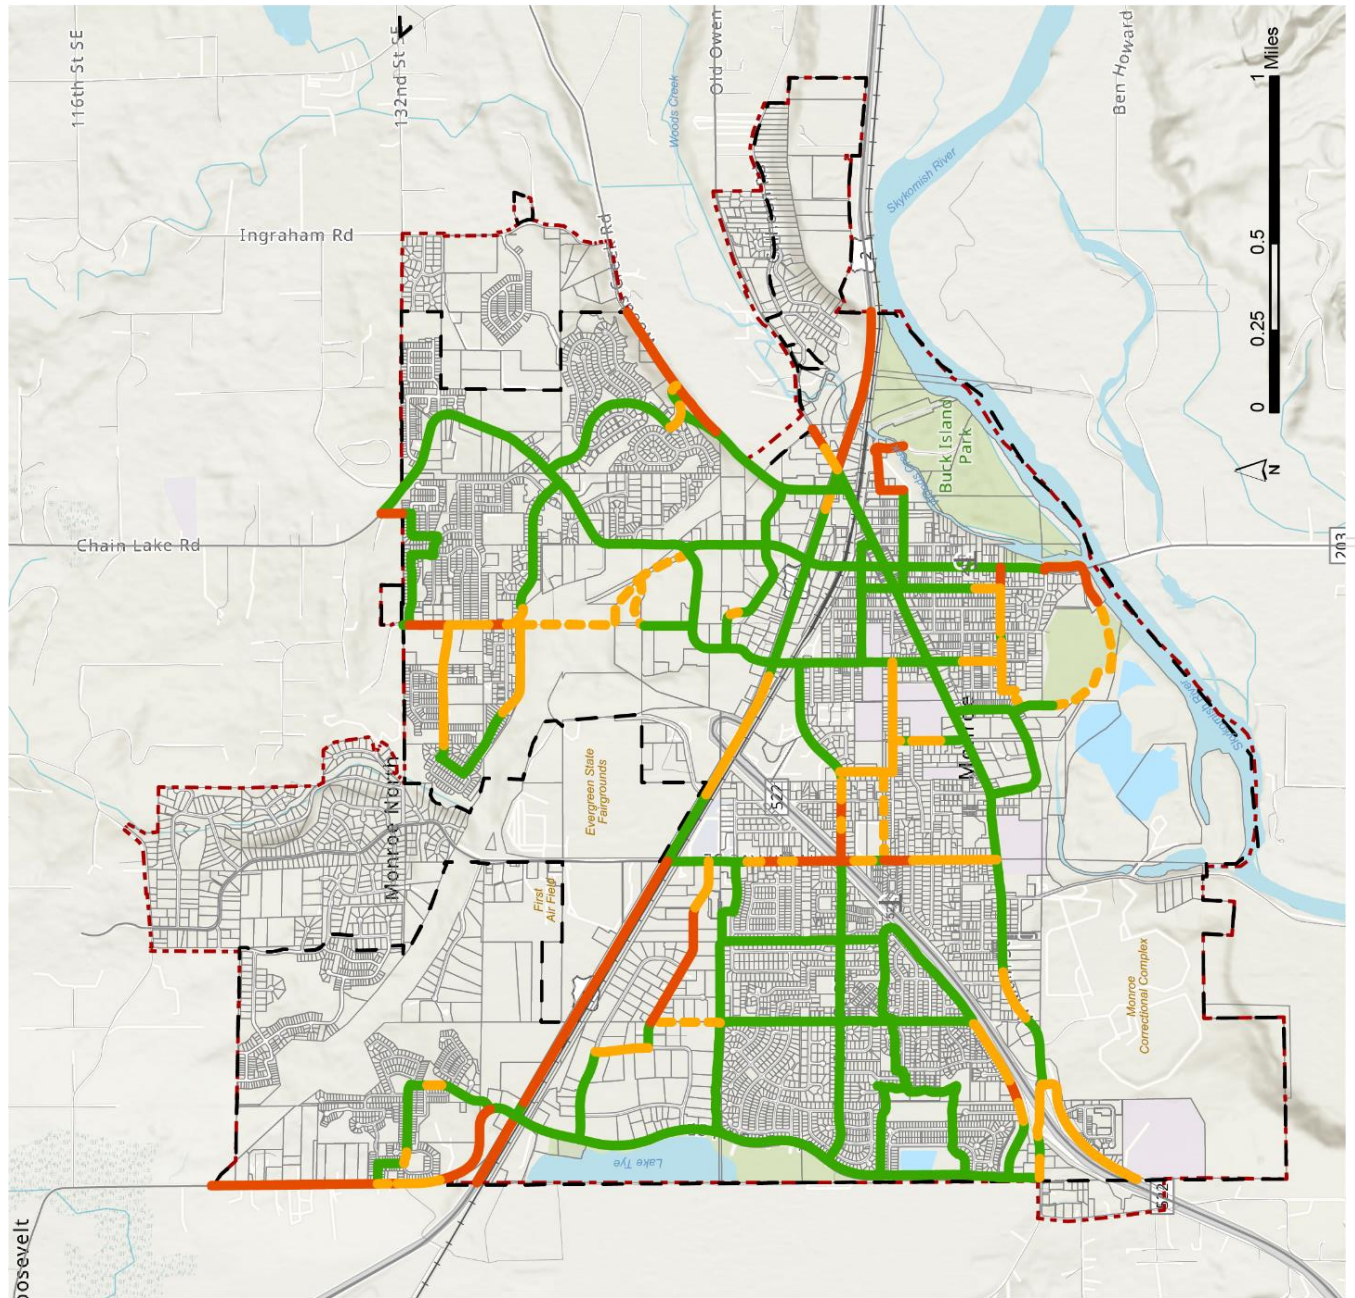 116th St SE
132nd St SE
Old Owen
Ben Howard
Woods Creek
1 Miles
0.5
0.25
0
Skykomish River
Ingraham Rd
2
Buck Island
Park
N
Chain Lake Rd
203
Skykomish River
Evergreen State
Fairgrounds
522
Monroe North
First
Air Field
Monroe
Correctional Complex
Lake Tye
522
oosevelt